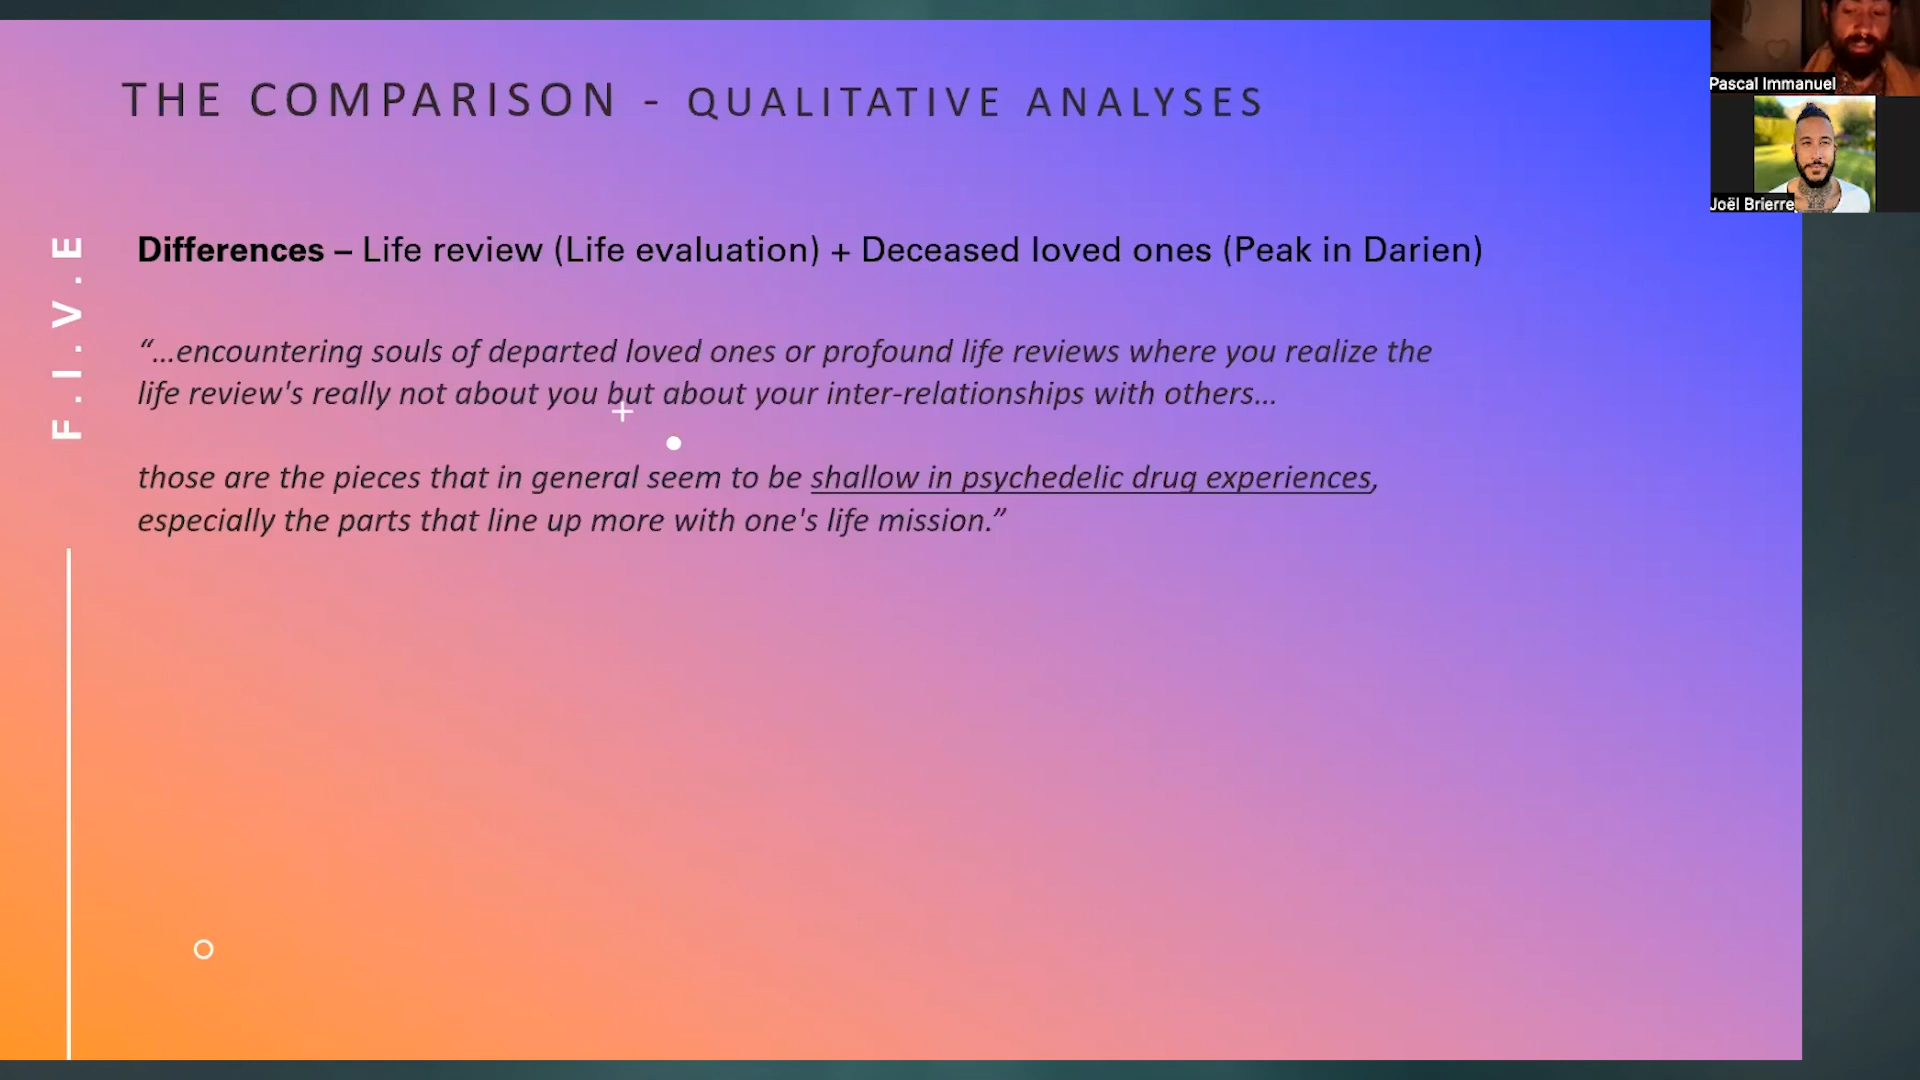 THE COMPARISON - QUALITATIVE ANALYSES
Pascal Immanuel
Joël Brierre
F.I.V.E
Differences – Life review (Life evaluation) + Deceased loved ones (Peak in Darien)
“…encountering souls of departed loved ones or profound life reviews where you realize the
life review's really not about you but about your inter-relationships with others…
those are the pieces that in general seem to be shallow in psychedelic drug experiences,
especially the parts that line up more with one's life mission.”